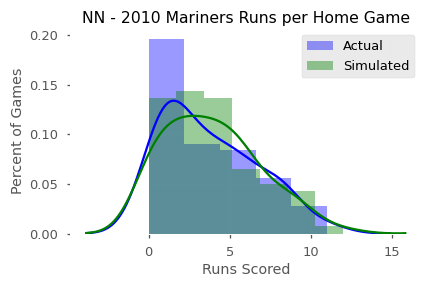 NN - 2010 Mariners Runs per Home Game
Actual
Simulated
Percent of Games
0.20
0.15
0.10
0.05
0.00
0
5
10
15
Runs Scored